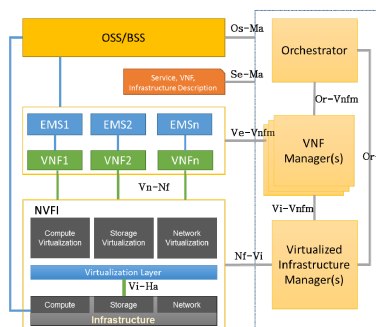 Os-Ma
OSS/BSS
Orchestrator
Se-Ma
Service, VNF,
Infrastructure Description
Or-Vnfm
EMS1
EMS2
EMSn
Ve-Vnfm
VNF
Manager(s)
Or-
VNF1
VNF2
VNFn
Vn-Nf
Vi-Vnfm
NVFI
Compute
Virtualization
Storage
Virtualization
Network
Virtualization
Nf-Vi
Virtualized
Infrastructure
Manager(s)
Virtualization Layer
Vi-Ha
Compute
Storage
Network
Infrastructure